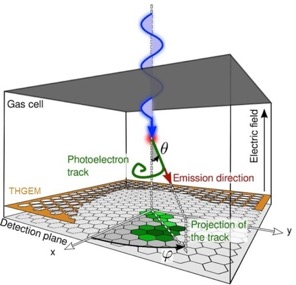 Gas cell
θ
Electric field
Photoelectron
track
Emission direction
THGEM
Projection of
the track
Detection plane
x
φ
y